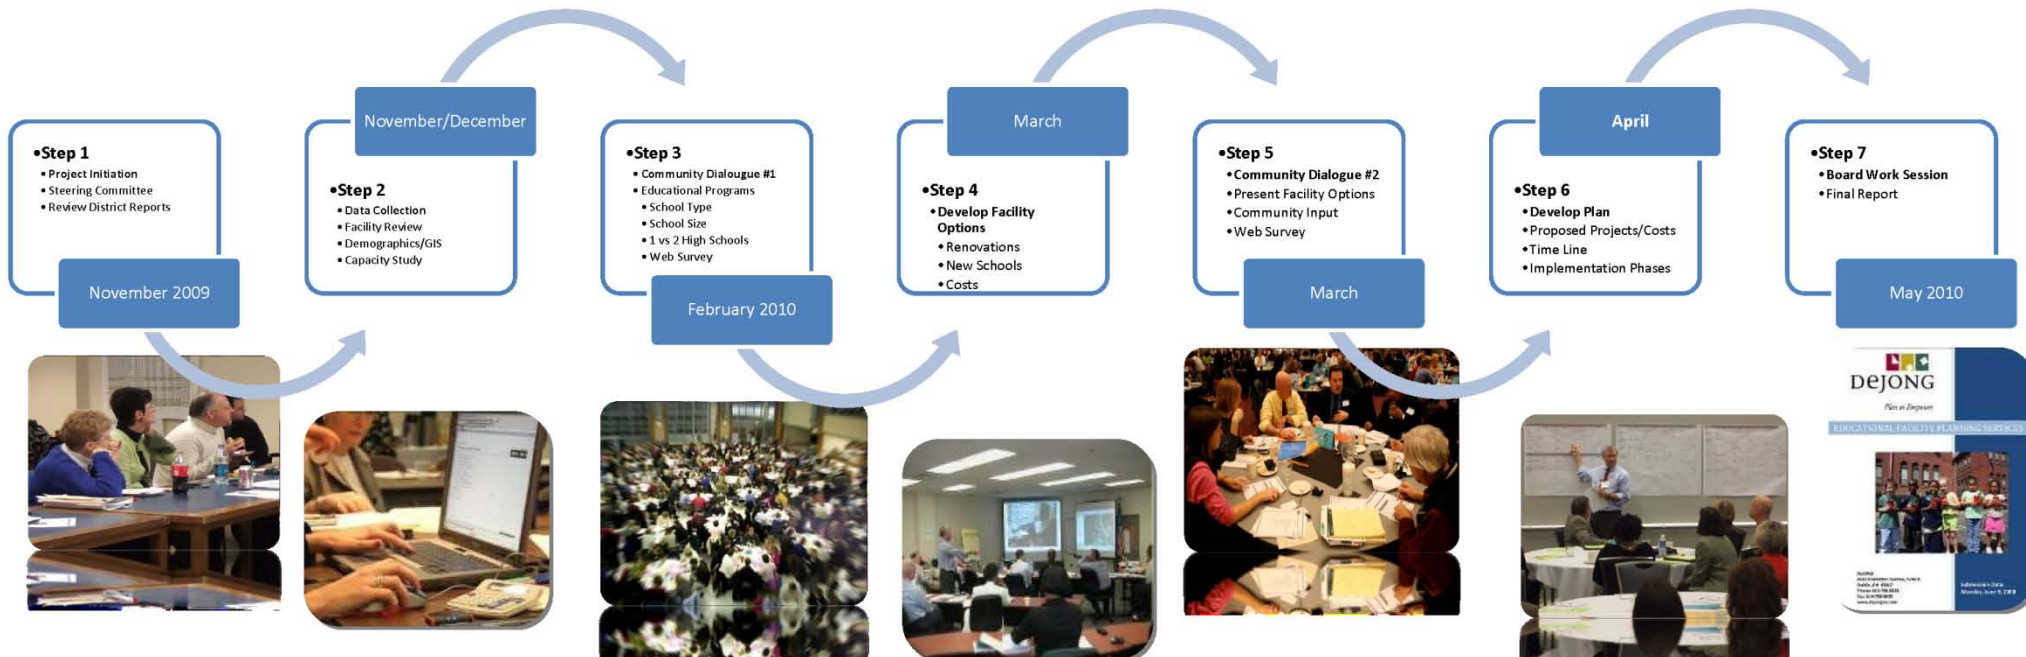 •Step 1
• Project Initiation
• Steering Committee
• Review District Reports
November 2009
November/December
•Step 2
• Data Collection
• Facility Review
• Demographics/GIS
• Capacity Study
•Step 3
• Community Dialougue #1
• Educational Programs
• School Type
• School Size
• 1 vs 2 High Schools
• Web Survey
February 2010
March
•Step 4
•Develop Facility
Options
•Renovations
•New Schools
•Costs
•Step 5
•Community Dialogue #2
•Present Facility Options
•Community Input
•Web Survey
March
April
•Step 6
•Develop Plan
•Proposed Projects/Costs
•Time Line
•Implementation Phases
•Step 7
•Board Work Session
•Final Report
May 2010
DEJONG
EDUCATIONAL FACILITY PLANNING SERVICES
Submission Date: